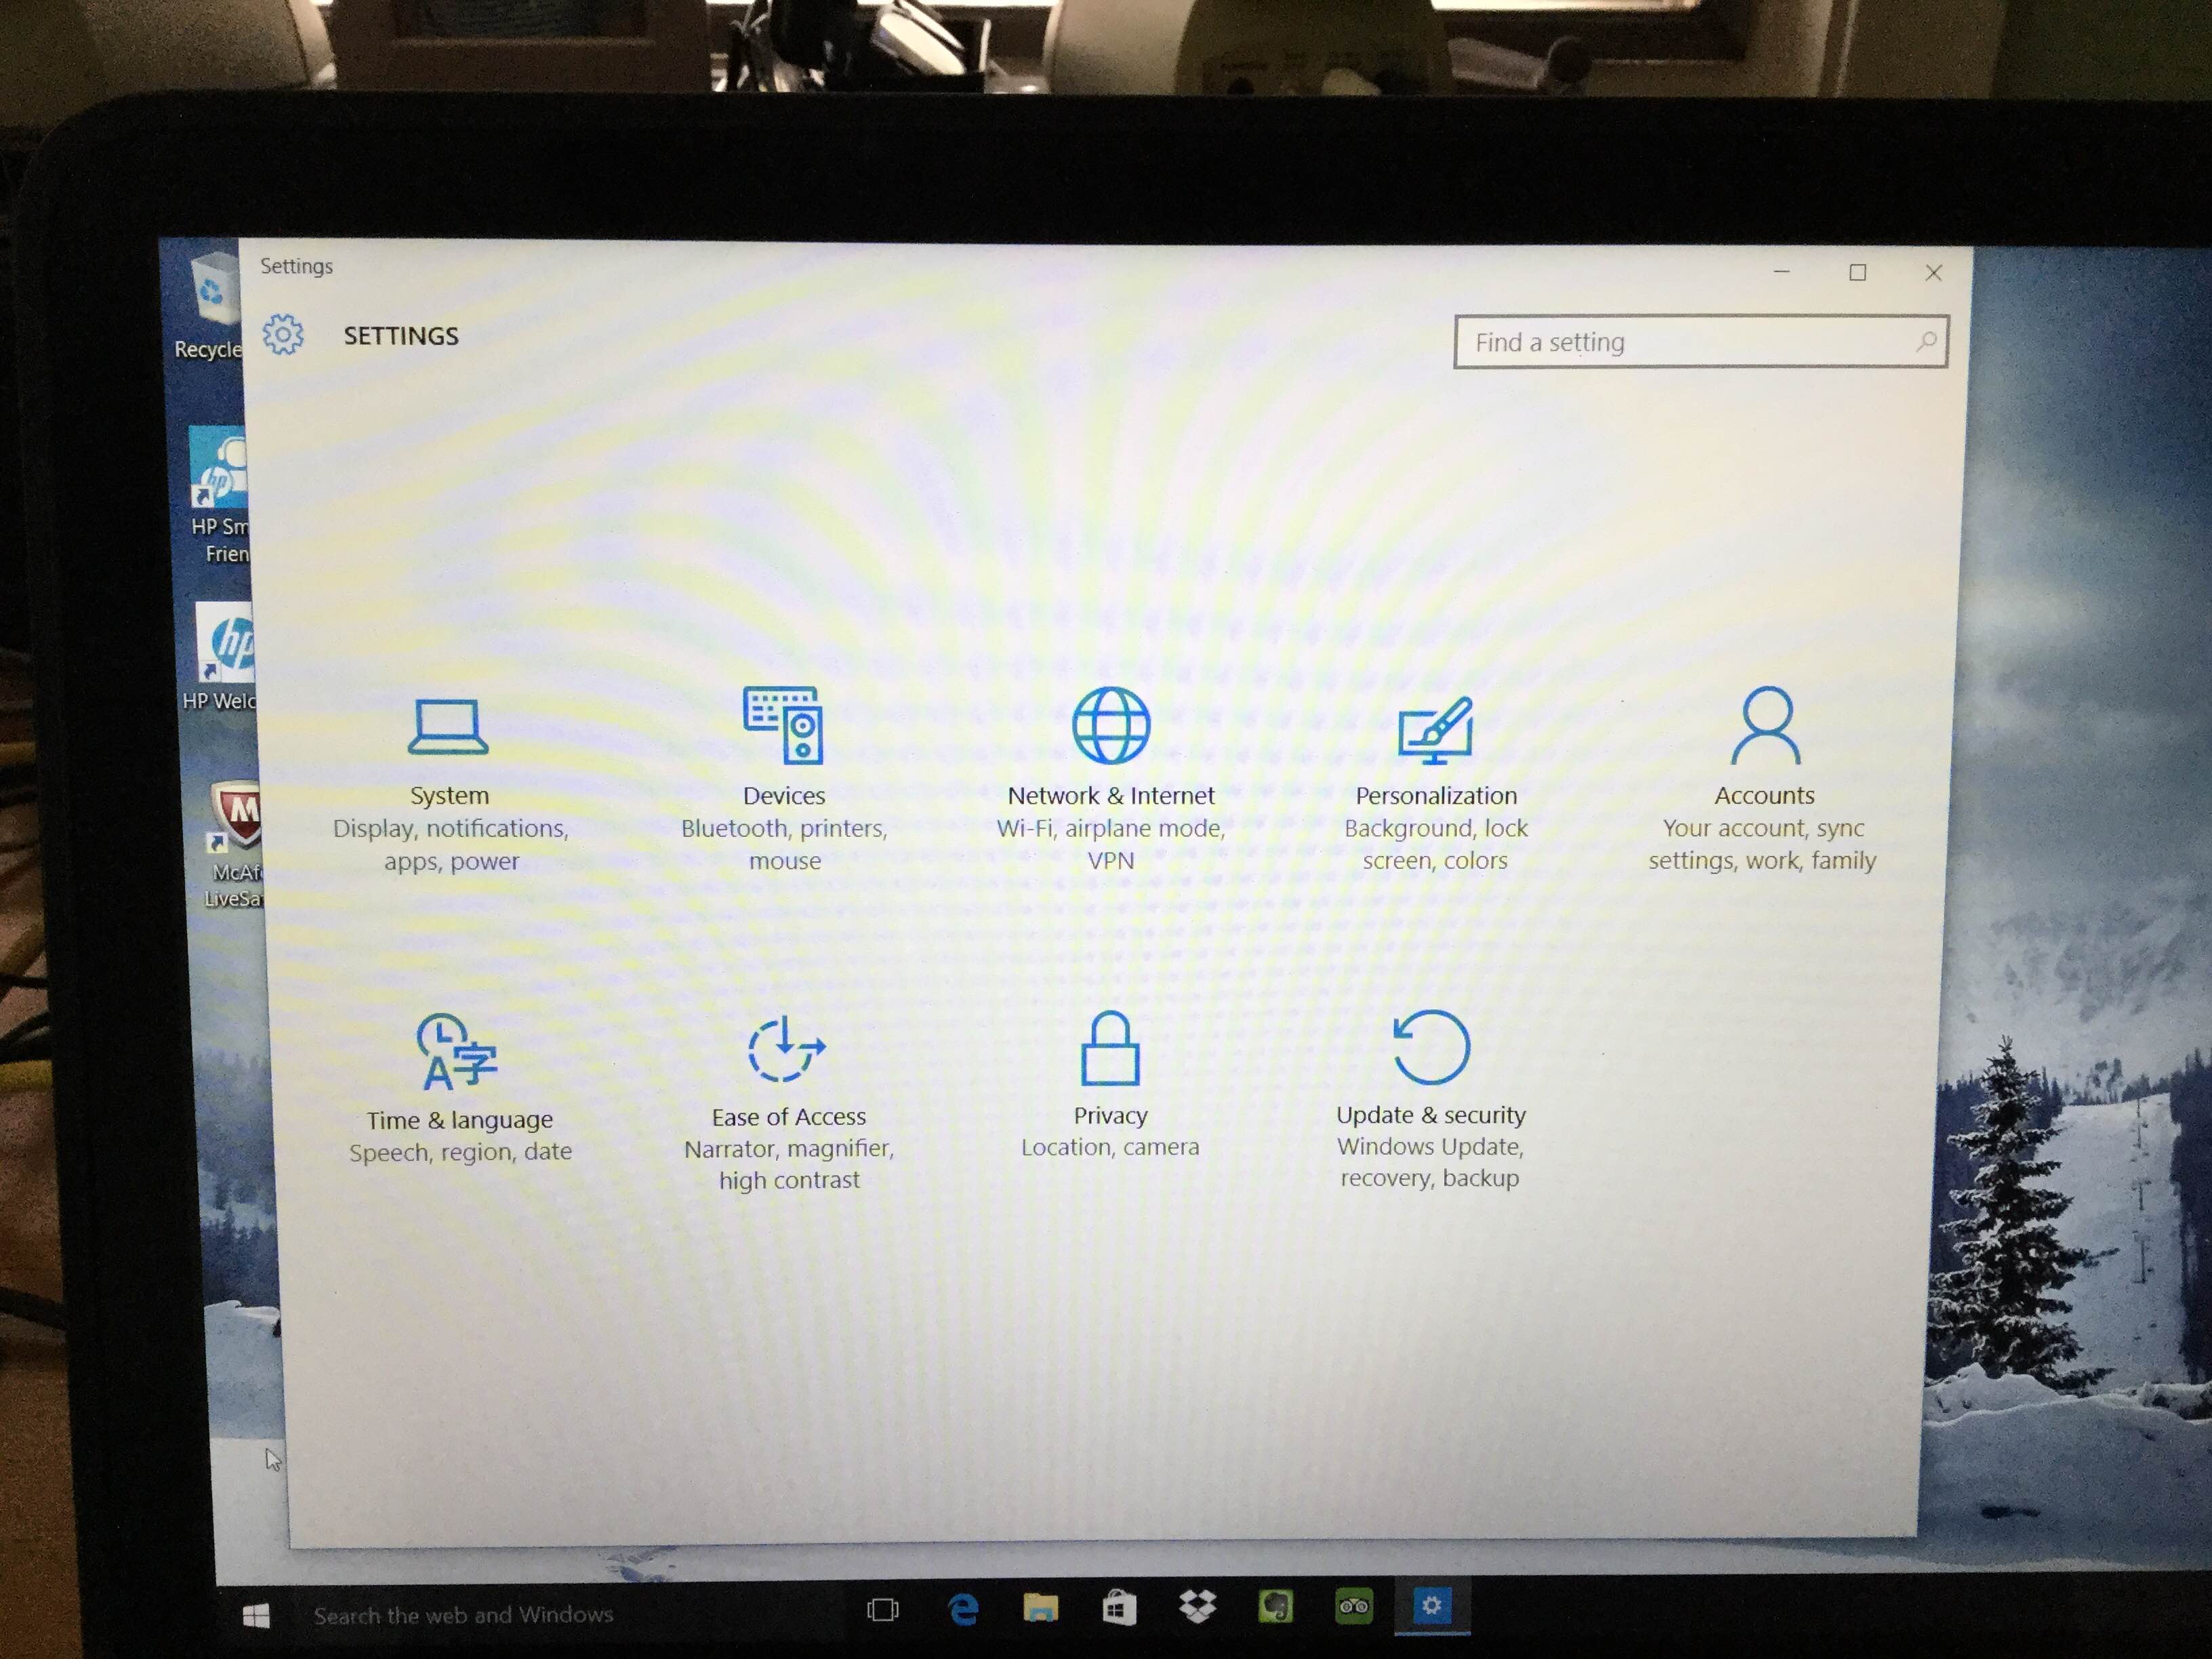 Settings
SETTINGS
Find a setting
Recycle
HP Sm
Frien
hp
HP Welc
McAf
LiveSa
System
Display, notifications,
apps, power
Devices
Bluetooth, printers,
mouse
Network & Internet
Wi-Fi, airplane mode,
VPN
Personalization
Background, lock
screen, colors
Accounts
Your account, sync
settings, work, family
A字
Time & language
Speech, region, date
Ease of Access
Narrator, magnifier,
high contrast
Privacy
Location, camera
Update & security
Windows Update,
recovery, backup
Search the web and Windows